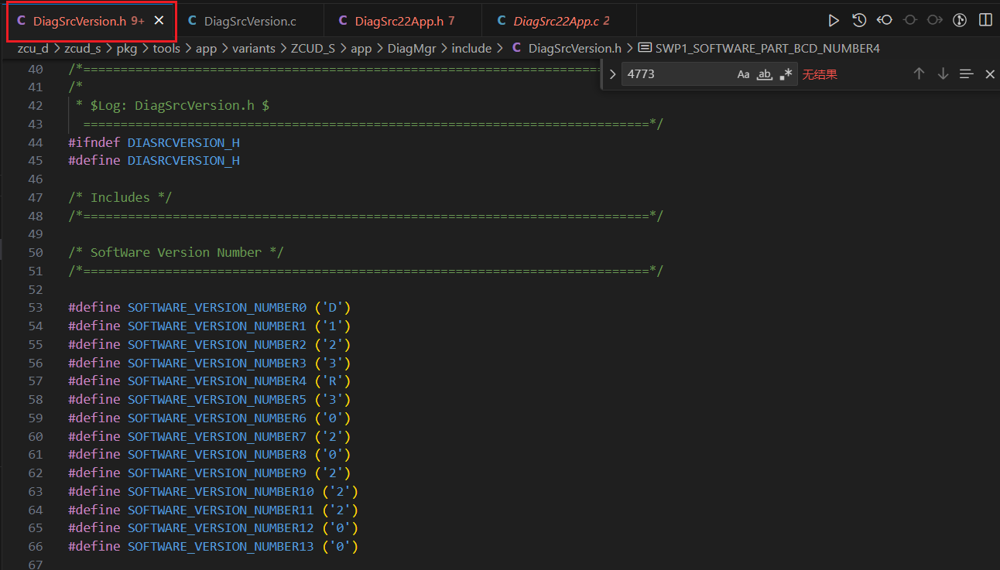 C DiagSrcVersion.h 9+ × C DiagSrcVersion.c C DiagSrc22App.h 7 C DiagSrc22App.c 2
zcu_d > zcud_s > pkg > tools > app > variants > ZCUD_S > app > DiagMgr > include > C DiagSrcVersion.h > SWP1_SOFTWARE_PART_BCD_NUMBER4
> 4773 Aa ab .* 无结果
40 /*======================================================================
41 /*
42 * $Log: DiagSrcVersion.h $
43 ============================================================================*/
44 #ifndef DIASRCVERSION_H
45 #define DIASRCVERSION_H
46
47 /* Includes */
48 /*============================================================================*/
49
50 /* SoftWare Version Number */
51 /*============================================================================*/
52
53 #define SOFTWARE_VERSION_NUMBER0 ('D')
54 #define SOFTWARE_VERSION_NUMBER1 ('1')
55 #define SOFTWARE_VERSION_NUMBER2 ('2')
56 #define SOFTWARE_VERSION_NUMBER3 ('3')
57 #define SOFTWARE_VERSION_NUMBER4 ('R')
58 #define SOFTWARE_VERSION_NUMBER5 ('3')
59 #define SOFTWARE_VERSION_NUMBER6 ('0')
60 #define SOFTWARE_VERSION_NUMBER7 ('2')
61 #define SOFTWARE_VERSION_NUMBER8 ('0')
62 #define SOFTWARE_VERSION_NUMBER9 ('2')
63 #define SOFTWARE_VERSION_NUMBER10 ('2')
64 #define SOFTWARE_VERSION_NUMBER11 ('2')
65 #define SOFTWARE_VERSION_NUMBER12 ('0')
66 #define SOFTWARE_VERSION_NUMBER13 ('0')
67